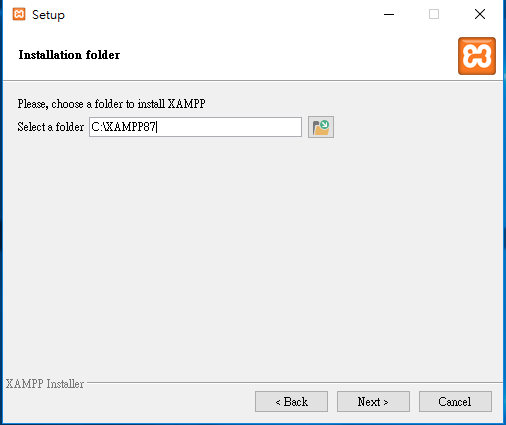 Setup
Installation folder
Please, choose a folder to install XAMPP
Select a folder C:\XAMPP87
XAMPP Installer
< Back Next > Cancel